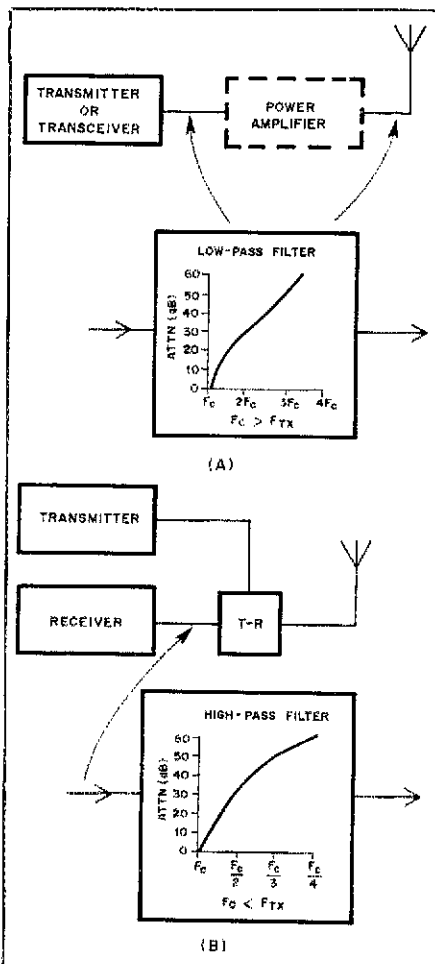 TRANSMITTER
OR
TRANSCEIVER
POWER
AMPLIFIER
LOW-PASS FILTER
ATTN (dB)
60
50
40
30
20
10
0
Fc 2Fc 3Fc 4Fc
Fc > FTX
(A)
TRANSMITTER
RECEIVER
T-R
HIGH-PASS FILTER
ATTN (dB)
60
50
40
30
20
10
0
Fc Fc/2 Fc/3 Fc/4
Fc < FTX
(B)